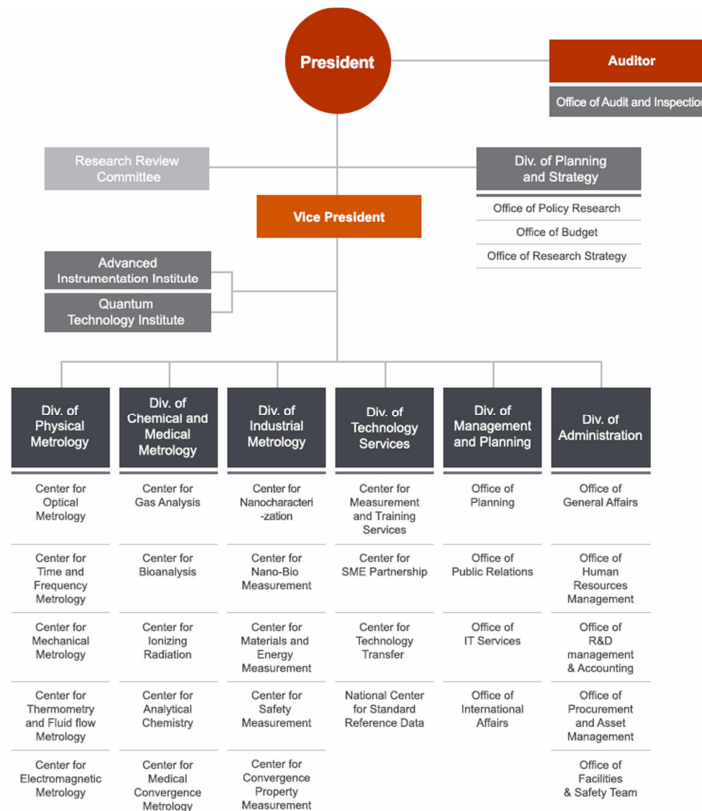 President
Auditor
Office of Audit and Inspection
Research Review
Committee
Div. of Planning
and Strategy
Office of Policy Research
Office of Budget
Office of Research Strategy
Vice President
Advanced
Instrumentation Institute
Quantum
Technology Institute
Div. of
Physical
Metrology
Center for
Optical
Metrology
Center for
Time and
Frequency
Metrology
Center for
Mechanical
Metrology
Center for
Thermometry
and Fluid flow
Metrology
Center for
Electromagnetic
Metrology
Div. of
Chemical and
Medical
Metrology
Center for
Gas Analysis
Center for
Bioanalysis
Center for
Ionizing
Radiation
Center for
Analytical
Chemistry
Center for
Medical
Convergence
Metrology
Div. of
Industrial
Metrology
Center for
Nanocharacteri
-zation
Center for
Nano-Bio
Measurement
Center for
Materials and
Energy
Measurement
Center for
Safety
Measurement
Center for
Convergence
Property
Measurement
Div. of
Technology
Services
Center for
Measurement
and Training
Services
Center for
SME Partnership
Center for
Technology
Transfer
National Center
for Standard
Reference Data
Div. of
Management
and Planning
Office of
Planning
Office of
Public Relations
Office of
IT Services
Office of
International
Affairs
Div. of
Administration
Office of
General Affairs
Office of
Human
Resources
Management
Office of
R&D
management
& Accounting
Office of
Procurement
and Asset
Management
Office of
Facilities
& Safety Team